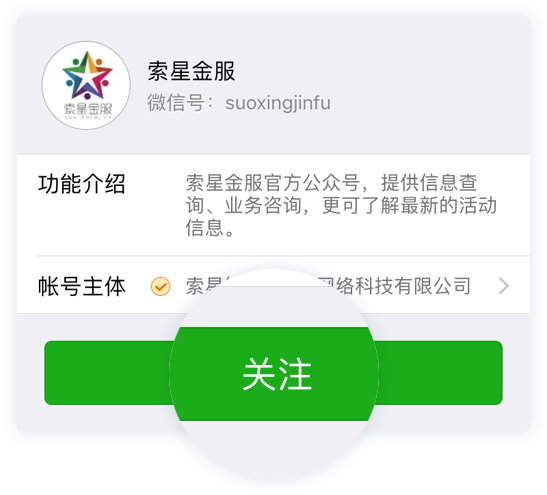 索星金服
索星金服
微信号：suoxingjinfu
功能介绍
索星金服官方公众号，提供信息查
询、业务咨询，更可了解最新的活动
信息。
帐号主体
索星 网络科技有限公司
关注